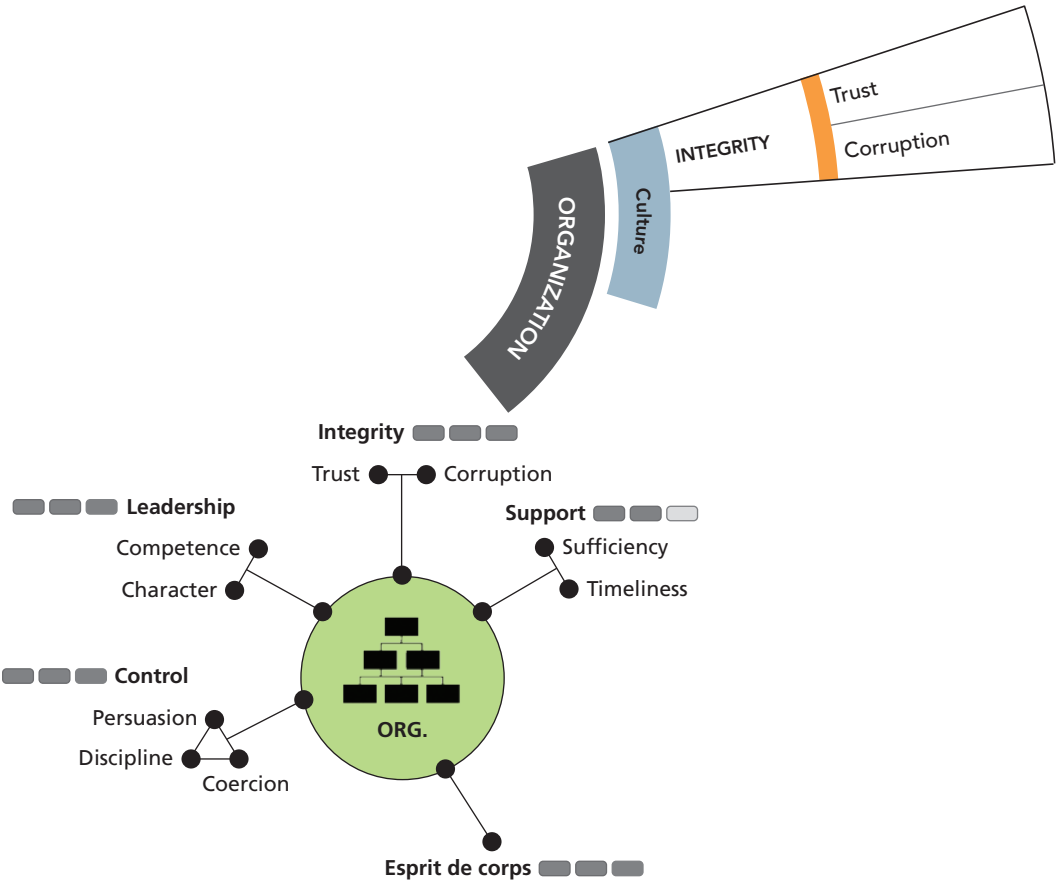 Trust
INTEGRITY
Corruption
Culture
ORGANIZATION
Integrity
Trust
Corruption
Leadership
Support
Competence
Sufficiency
Character
Timeliness
Control
Persuasion
ORG.
Discipline
Coercion
Esprit de corps